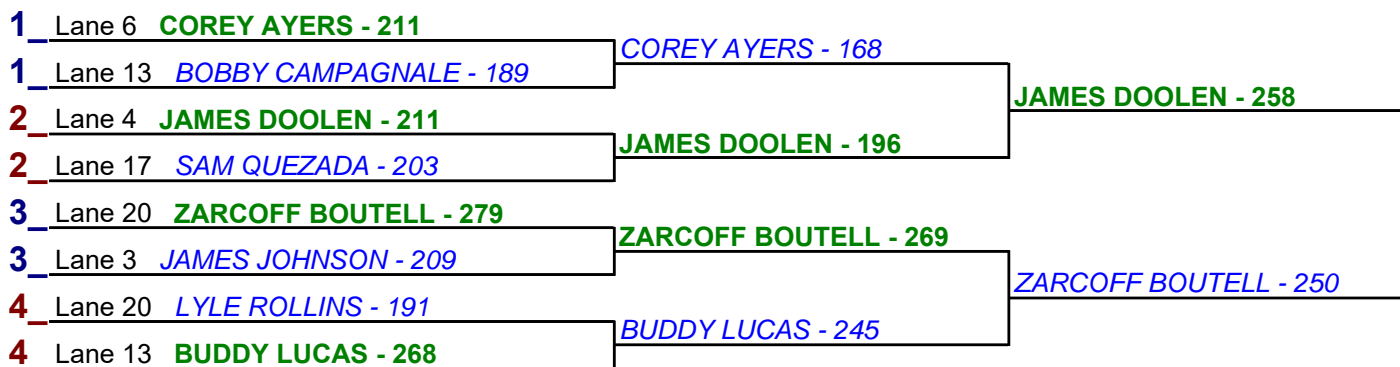 1_ Lane 6 COREY AYERS - 211
COREY AYERS - 168
1_ Lane 13 BOBBY CAMPAGNALE - 189
JAMES DOOLEN - 258
2_ Lane 4 JAMES DOOLEN - 211
JAMES DOOLEN - 196
2_ Lane 17 SAM QUEZADA - 203
3_ Lane 20 ZARCOFF BOUTELL - 279
ZARCOFF BOUTELL - 269
3_ Lane 3 JAMES JOHNSON - 209
ZARCOFF BOUTELL - 250
4_ Lane 20 LYLE ROLLINS - 191
BUDDY LUCAS - 245
4 Lane 13 BUDDY LUCAS - 268